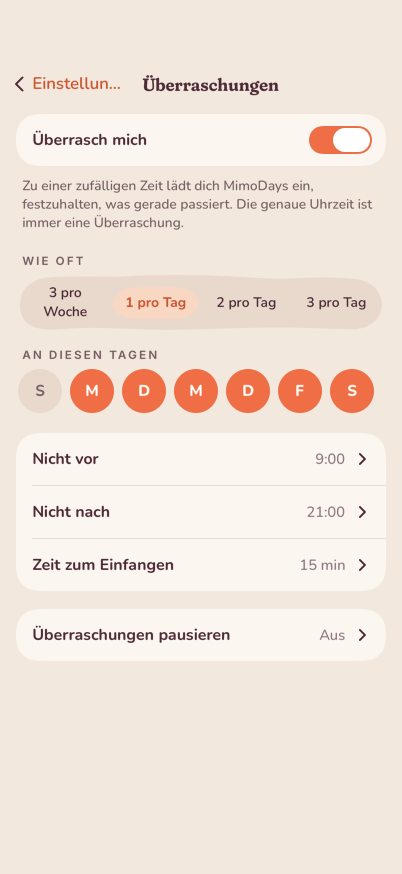 Einstellun...
Überraschungen
Überrasch mich
Zu einer zufälligen Zeit lädt dich MimoDays ein,
festzuhalten, was gerade passiert. Die genaue Uhrzeit ist
immer eine Überraschung.
WIE OFT
3 pro
Woche
1 pro Tag
2 pro Tag
3 pro Tag
AN DIESEN TAGEN
S M D M D F S
Nicht vor 9:00
Nicht nach 21:00
Zeit zum Einfangen 15 min
Überraschungen pausieren Aus